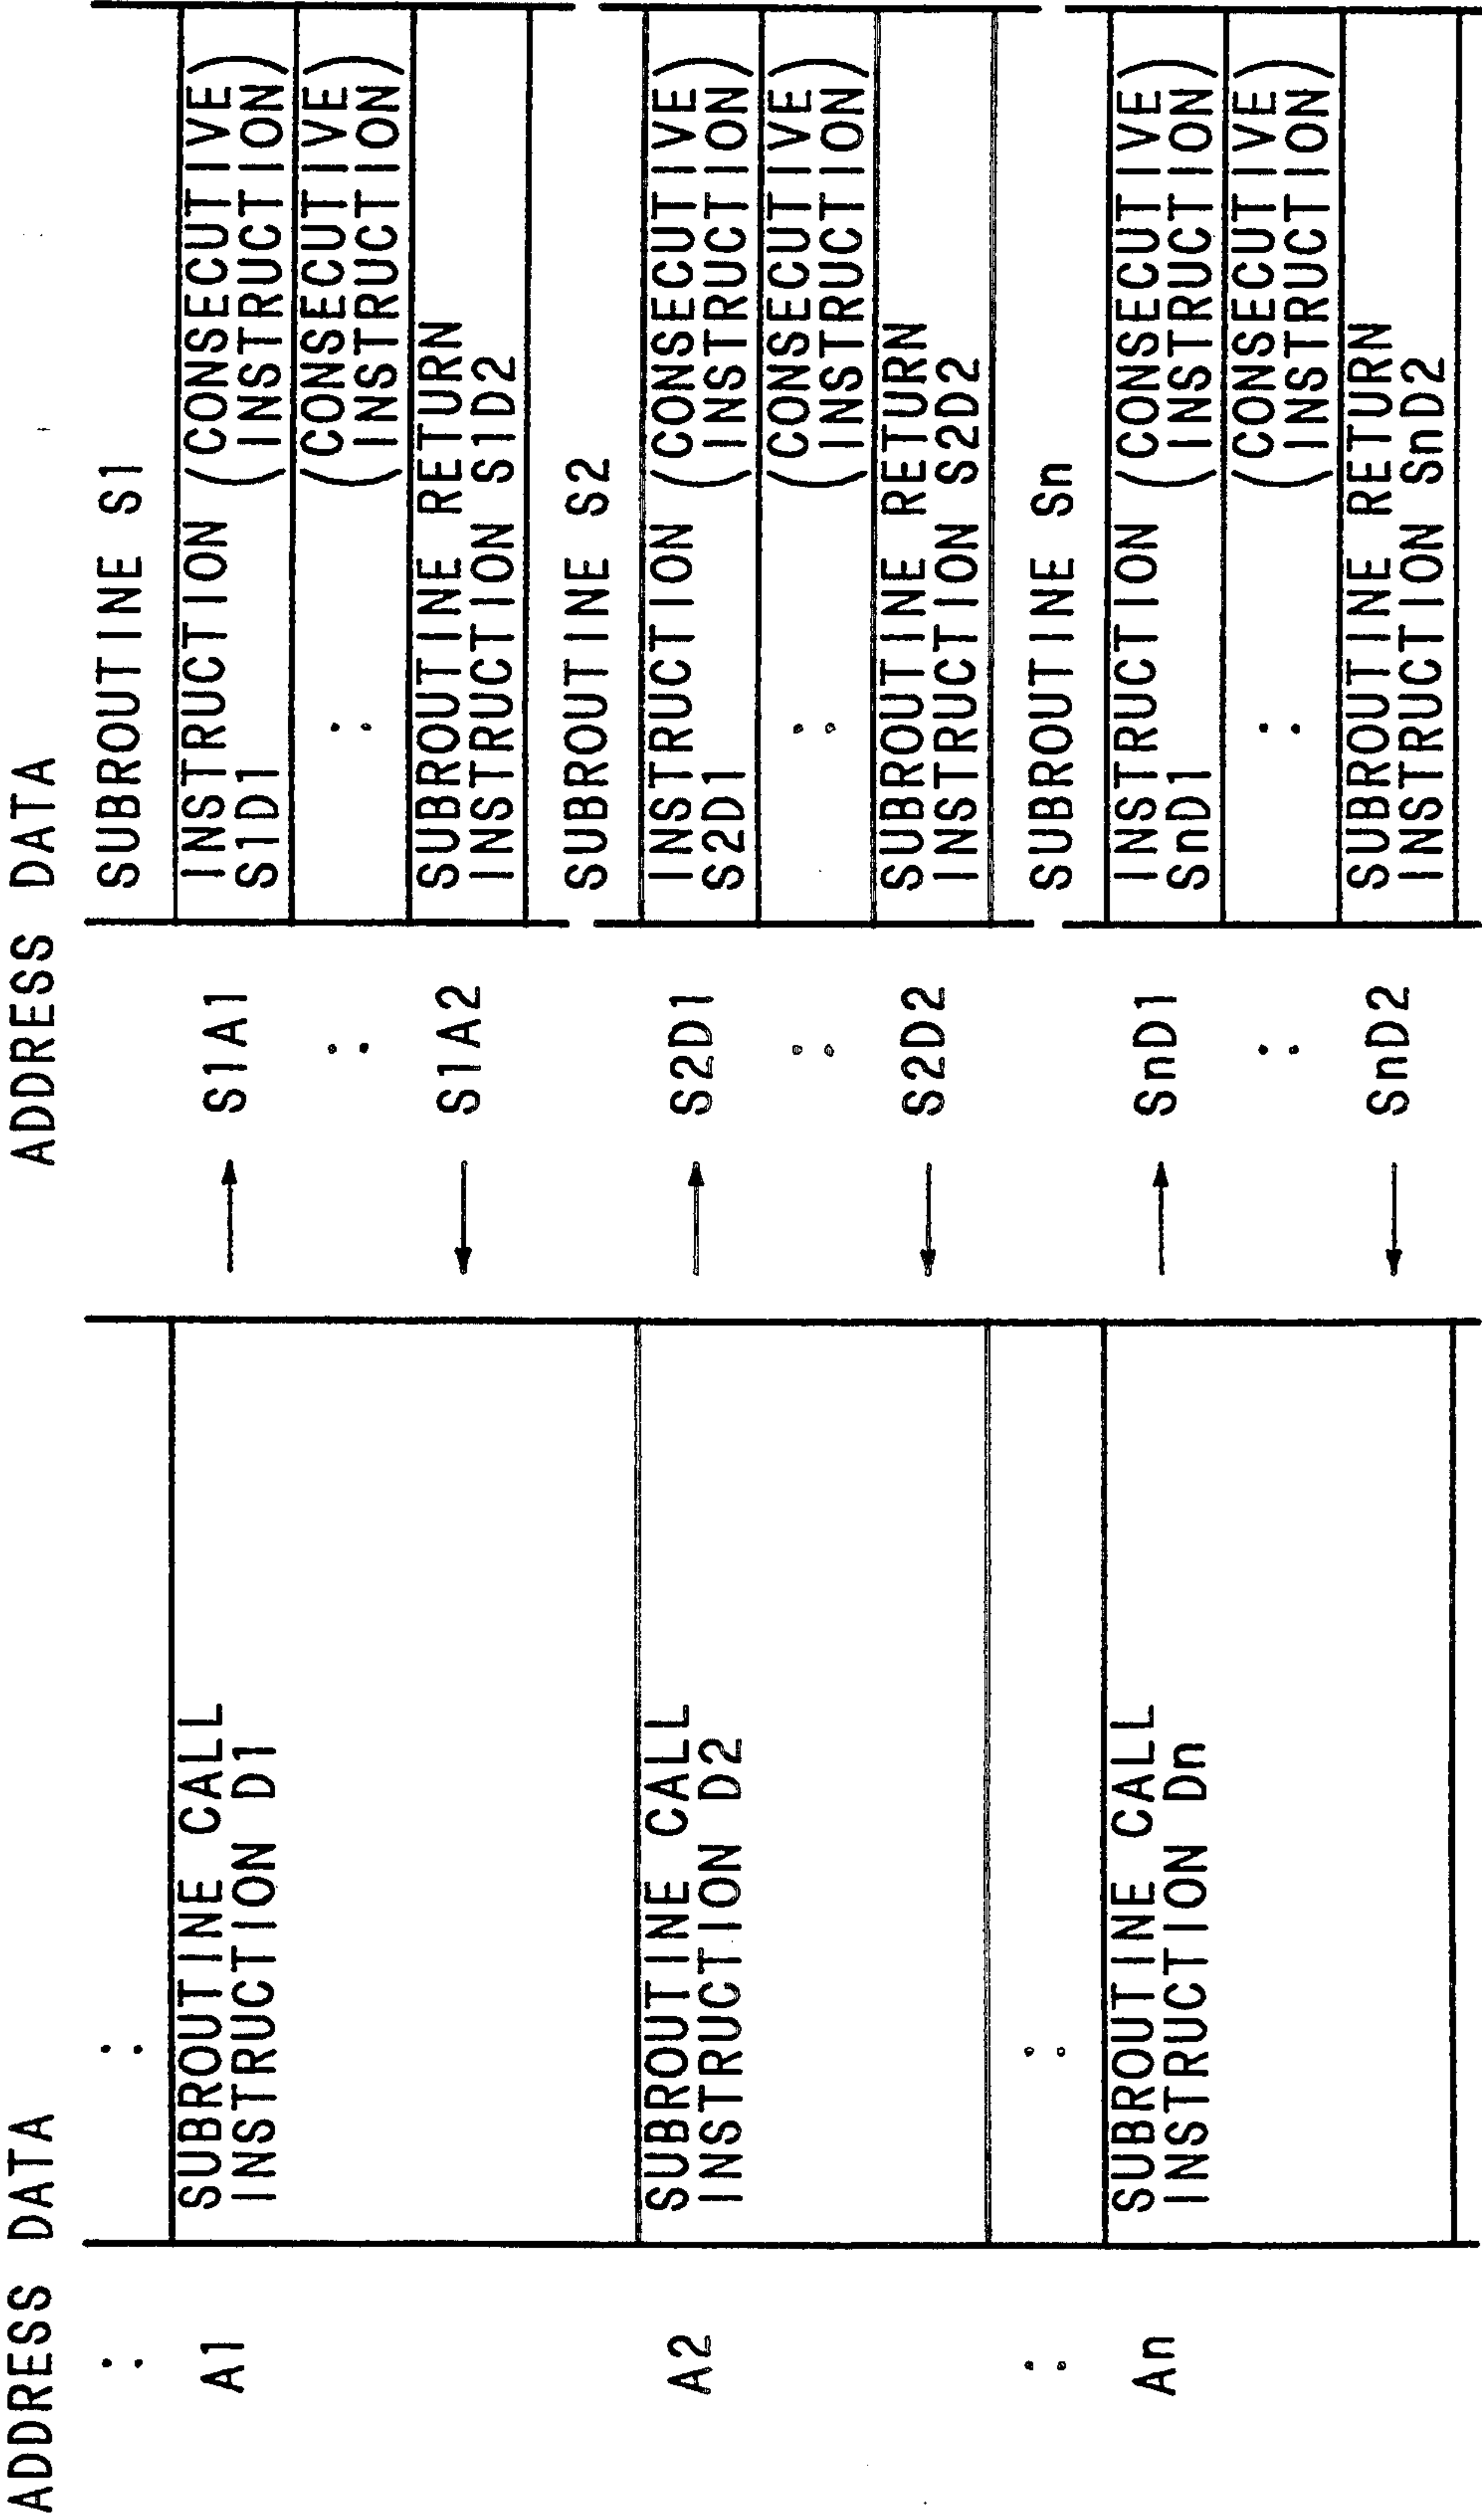 ADDRESS DATA ADDRESS DATA
: : SUBROUTINE S1
A1 SUBROUTINE CALL → S1A1 INSTRUCTION (CONSECUTIVE)
INSTRUCTION D1 S1D1 (INSTRUCTION)
: : (CONSECUTIVE)
(INSTRUCTION)
← S1A2 SUBROUTINE RETURN
INSTRUCTION S1D2
SUBROUTINE S2
A2 SUBROUTINE CALL → S2D1 INSTRUCTION (CONSECUTIVE)
INSTRUCTION D2 S2D1 (INSTRUCTION)
: : (CONSECUTIVE)
(INSTRUCTION)
← S2D2 SUBROUTINE RETURN
INSTRUCTION S2D2
: : SUBROUTINE Sn
An SUBROUTINE CALL → SnD1 INSTRUCTION (CONSECUTIVE)
INSTRUCTION Dn SnD1 (INSTRUCTION)
: : (CONSECUTIVE)
(INSTRUCTION)
← SnD2 SUBROUTINE RETURN
INSTRUCTION SnD2